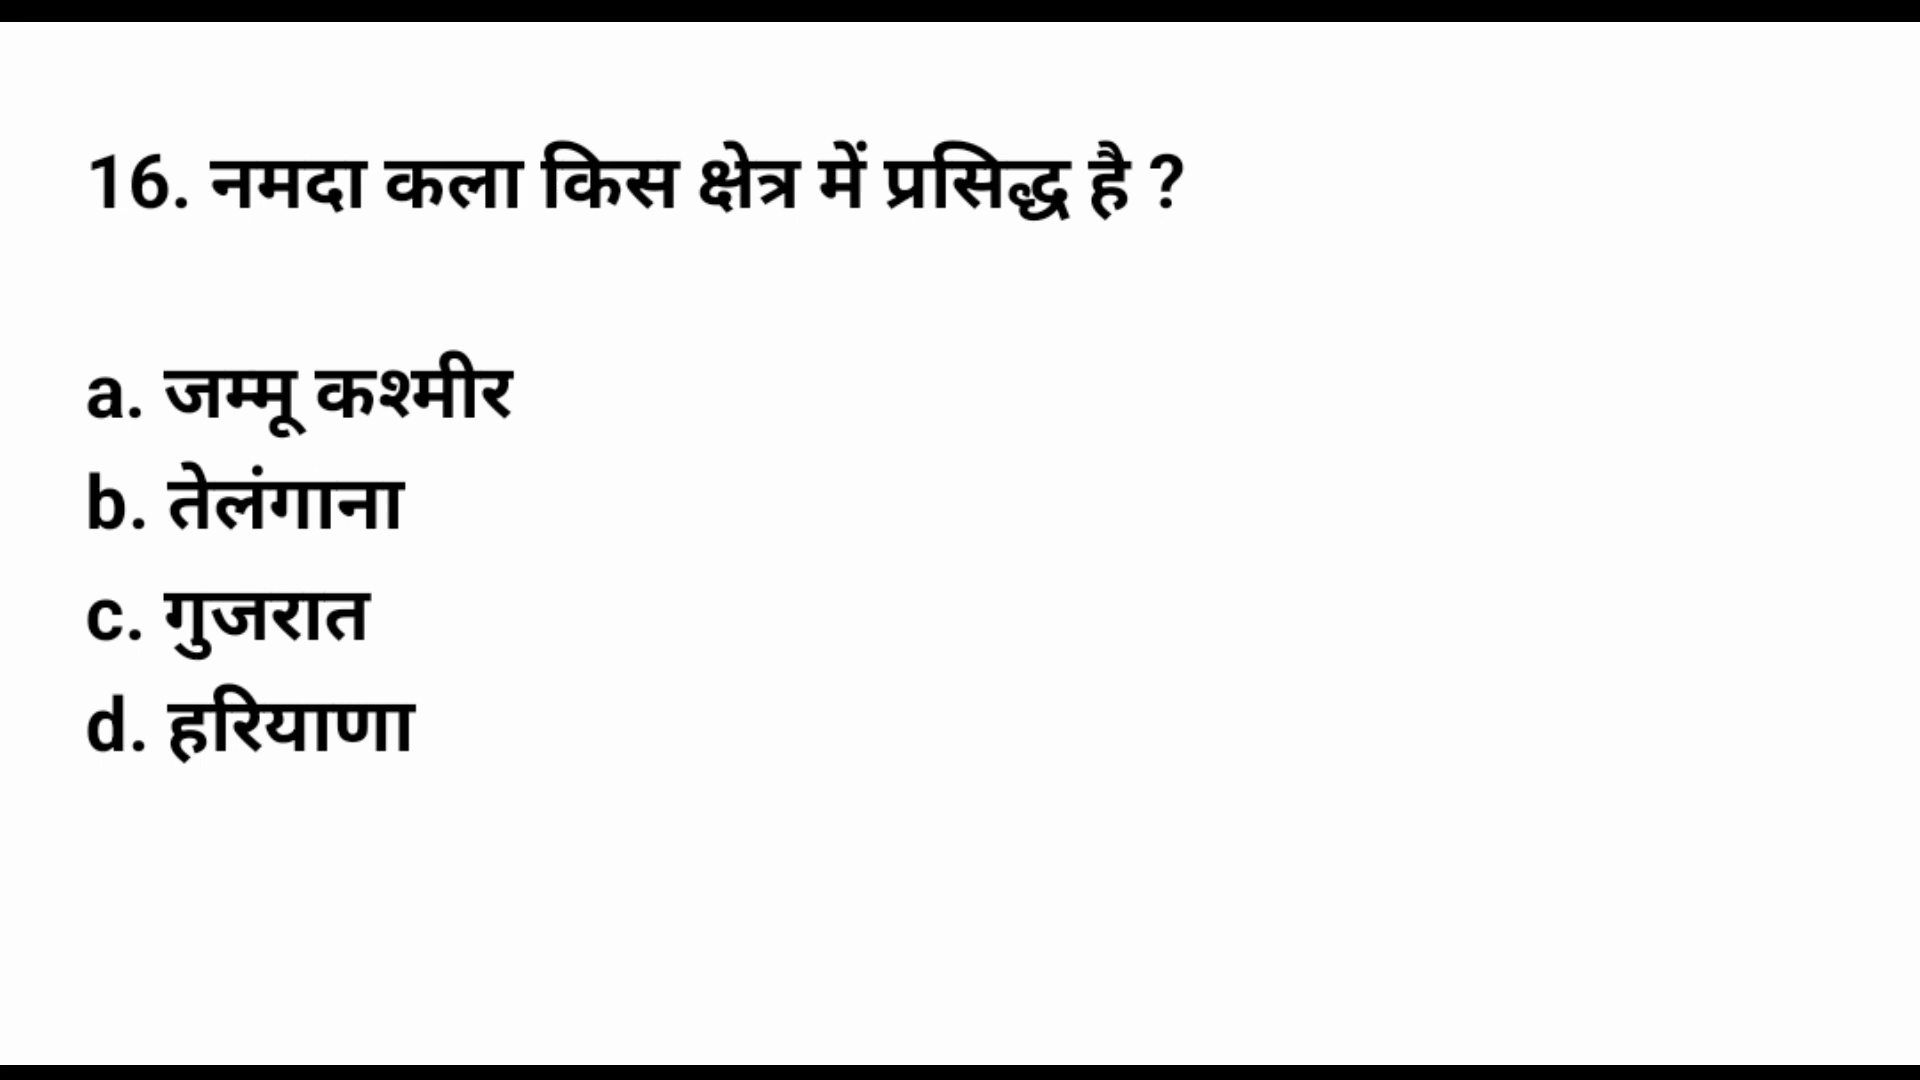 16. नमदा कला किस क्षेत्र में प्रसिद्ध है ?
a. जम्मू कश्मीर
b. तेलंगाना
c. गुजरात
d. हरियाणा